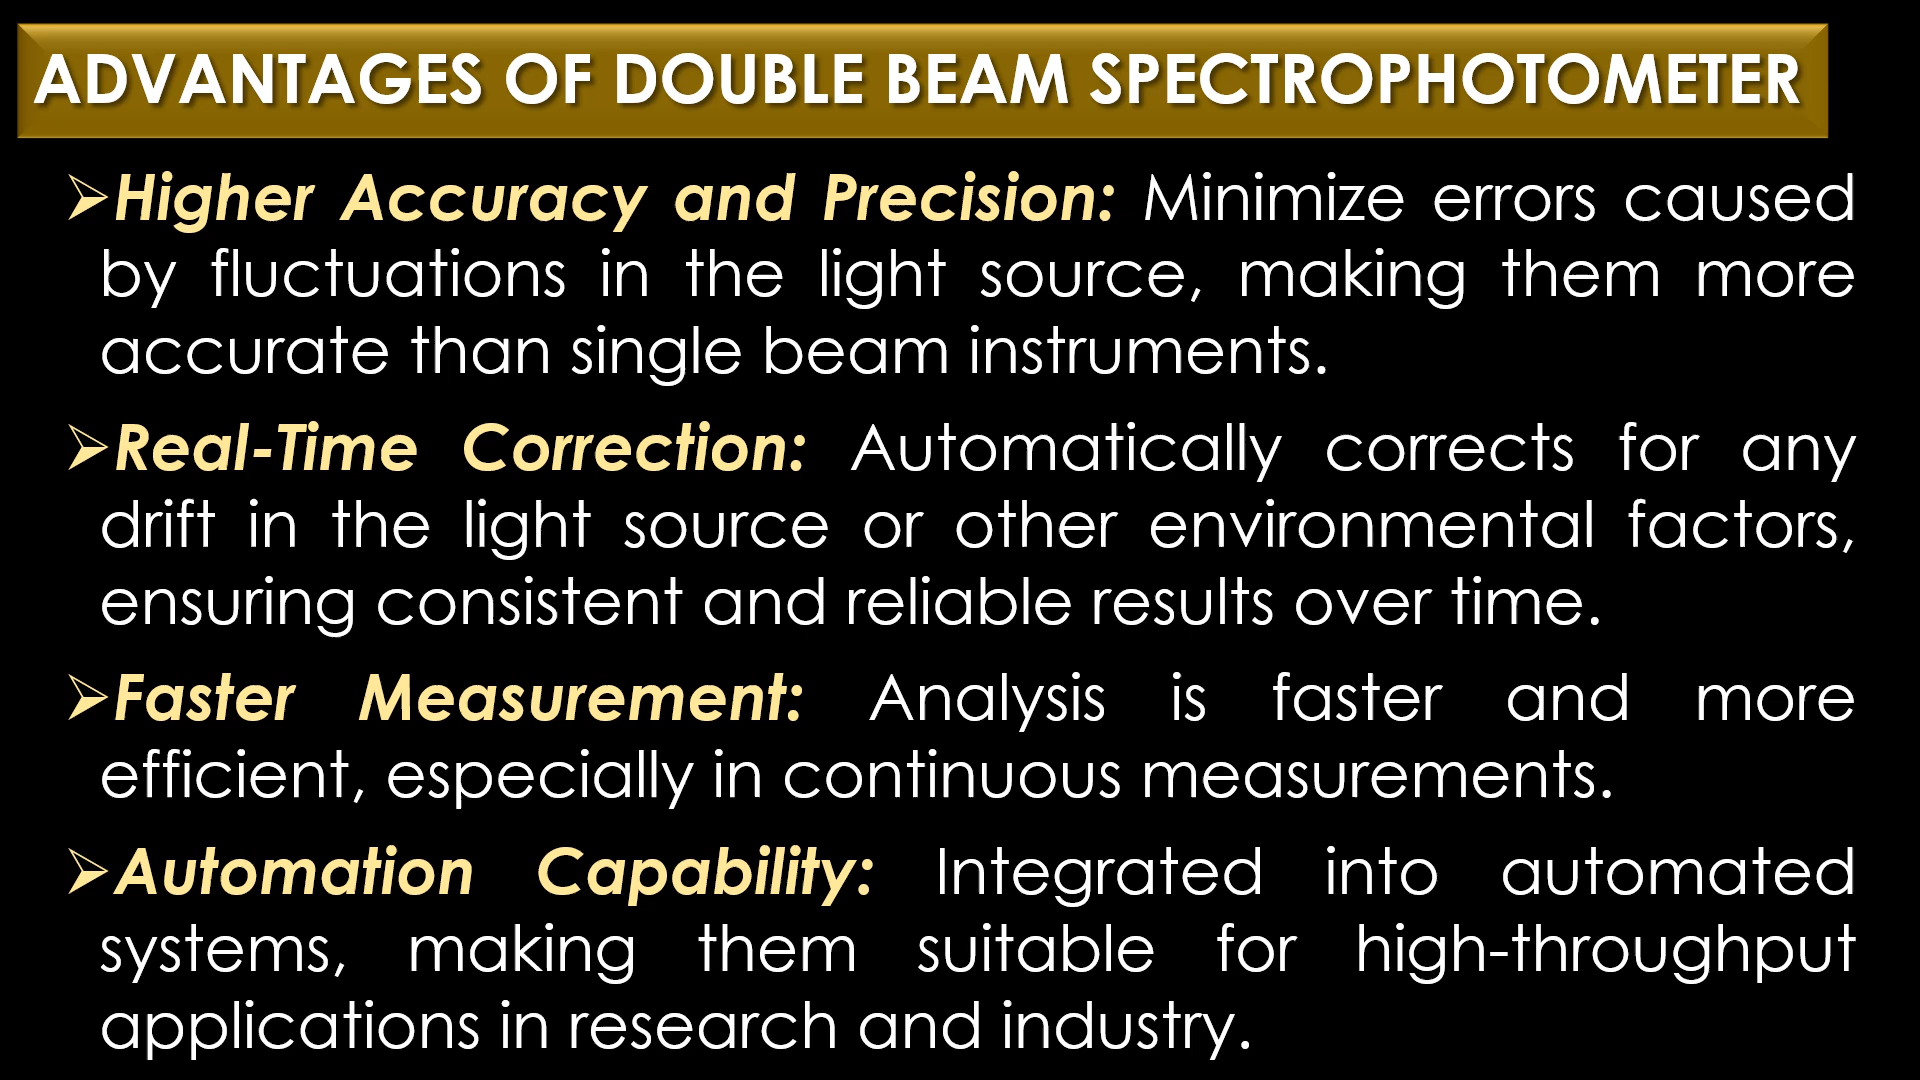 ADVANTAGES OF DOUBLE BEAM SPECTROPHOTOMETER
➢Higher Accuracy and Precision: Minimize errors caused
by fluctuations in the light source, making them more
accurate than single beam instruments.
➢Real-Time Correction: Automatically corrects for any
drift in the light source or other environmental factors,
ensuring consistent and reliable results over time.
➢Faster Measurement: Analysis is faster and more
efficient, especially in continuous measurements.
➢Automation Capability: Integrated into automated
systems, making them suitable for high-throughput
applications in research and industry.